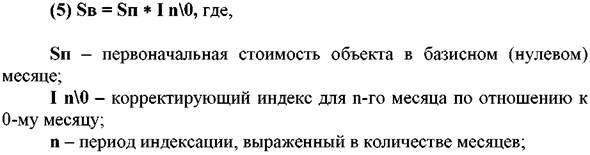 (5) Sв = Sп * I n\0, где,
Sп – первоначальная стоимость объекта в базисном (нулевом)
месяце;
I n\0 – корректирующий индекс для n-го месяца по отношению к
0-му месяцу;
n – период индексации, выраженный в количестве месяцев;